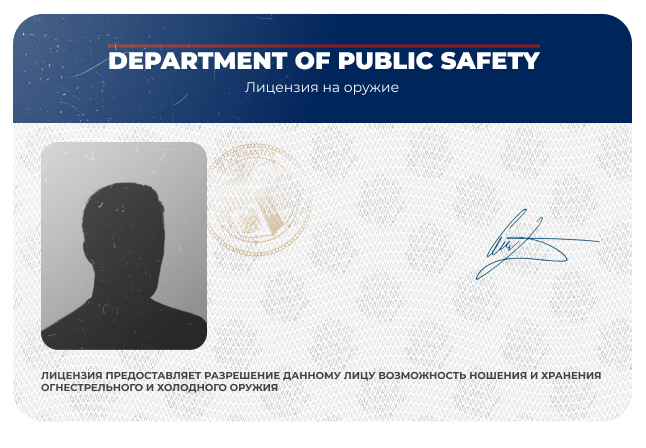 DEPARTMENT OF PUBLIC SAFETY
Лицензия на оружие
ЛИЦЕНЗИЯ ПРЕДОСТАВЛЯЕТ РАЗРЕШЕНИЕ ДАННОМУ ЛИЦУ ВОЗМОЖНОСТЬ НОШЕНИЯ И ХРАНЕНИЯ
ОГНЕСТРЕЛЬНОГО И ХОЛОДНОГО ОРУЖИЯ